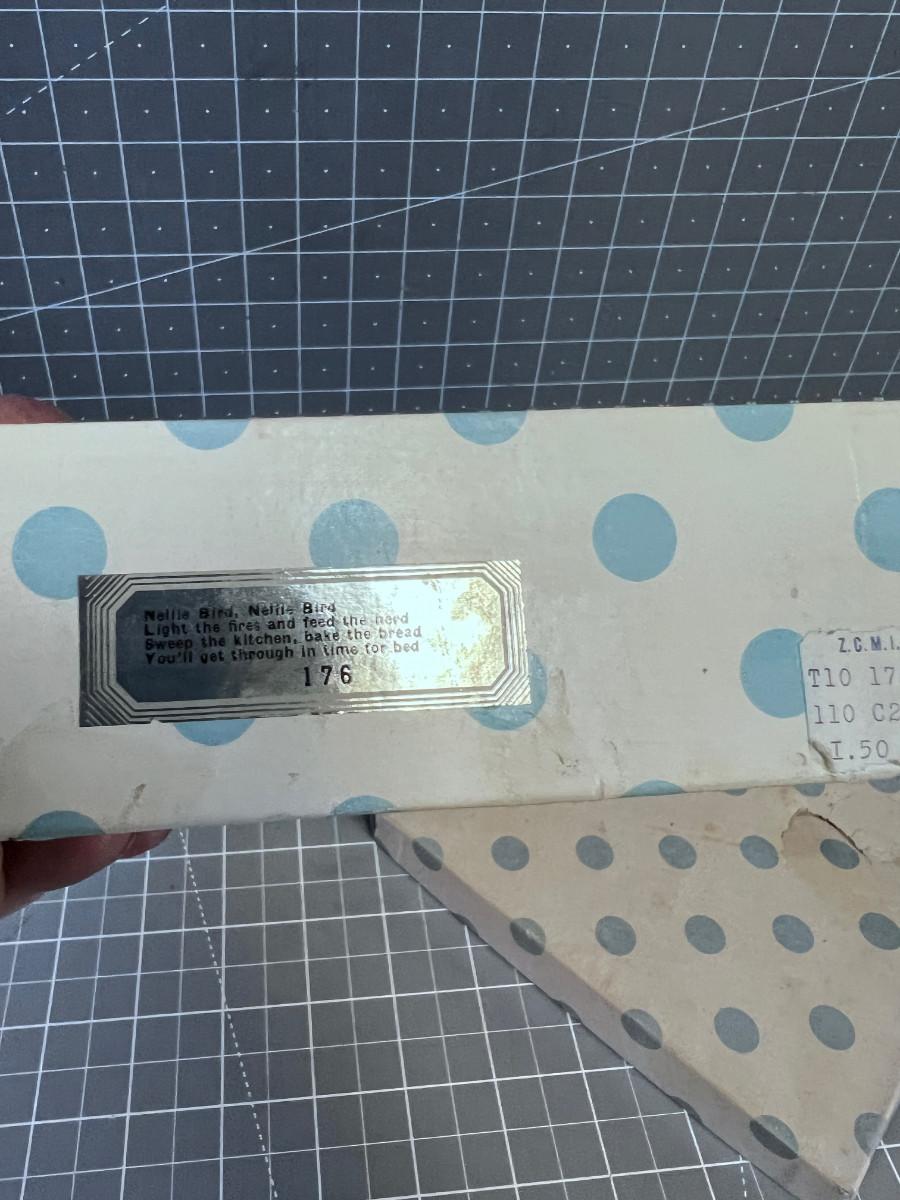 Nellie Bird, Nellie Bird
Light the fires and feed the herd
Sweep the kitchen, bake the bread
You'll get through in time for bed
176
Z.C.M.I.
T10 17
110 C2
I.50